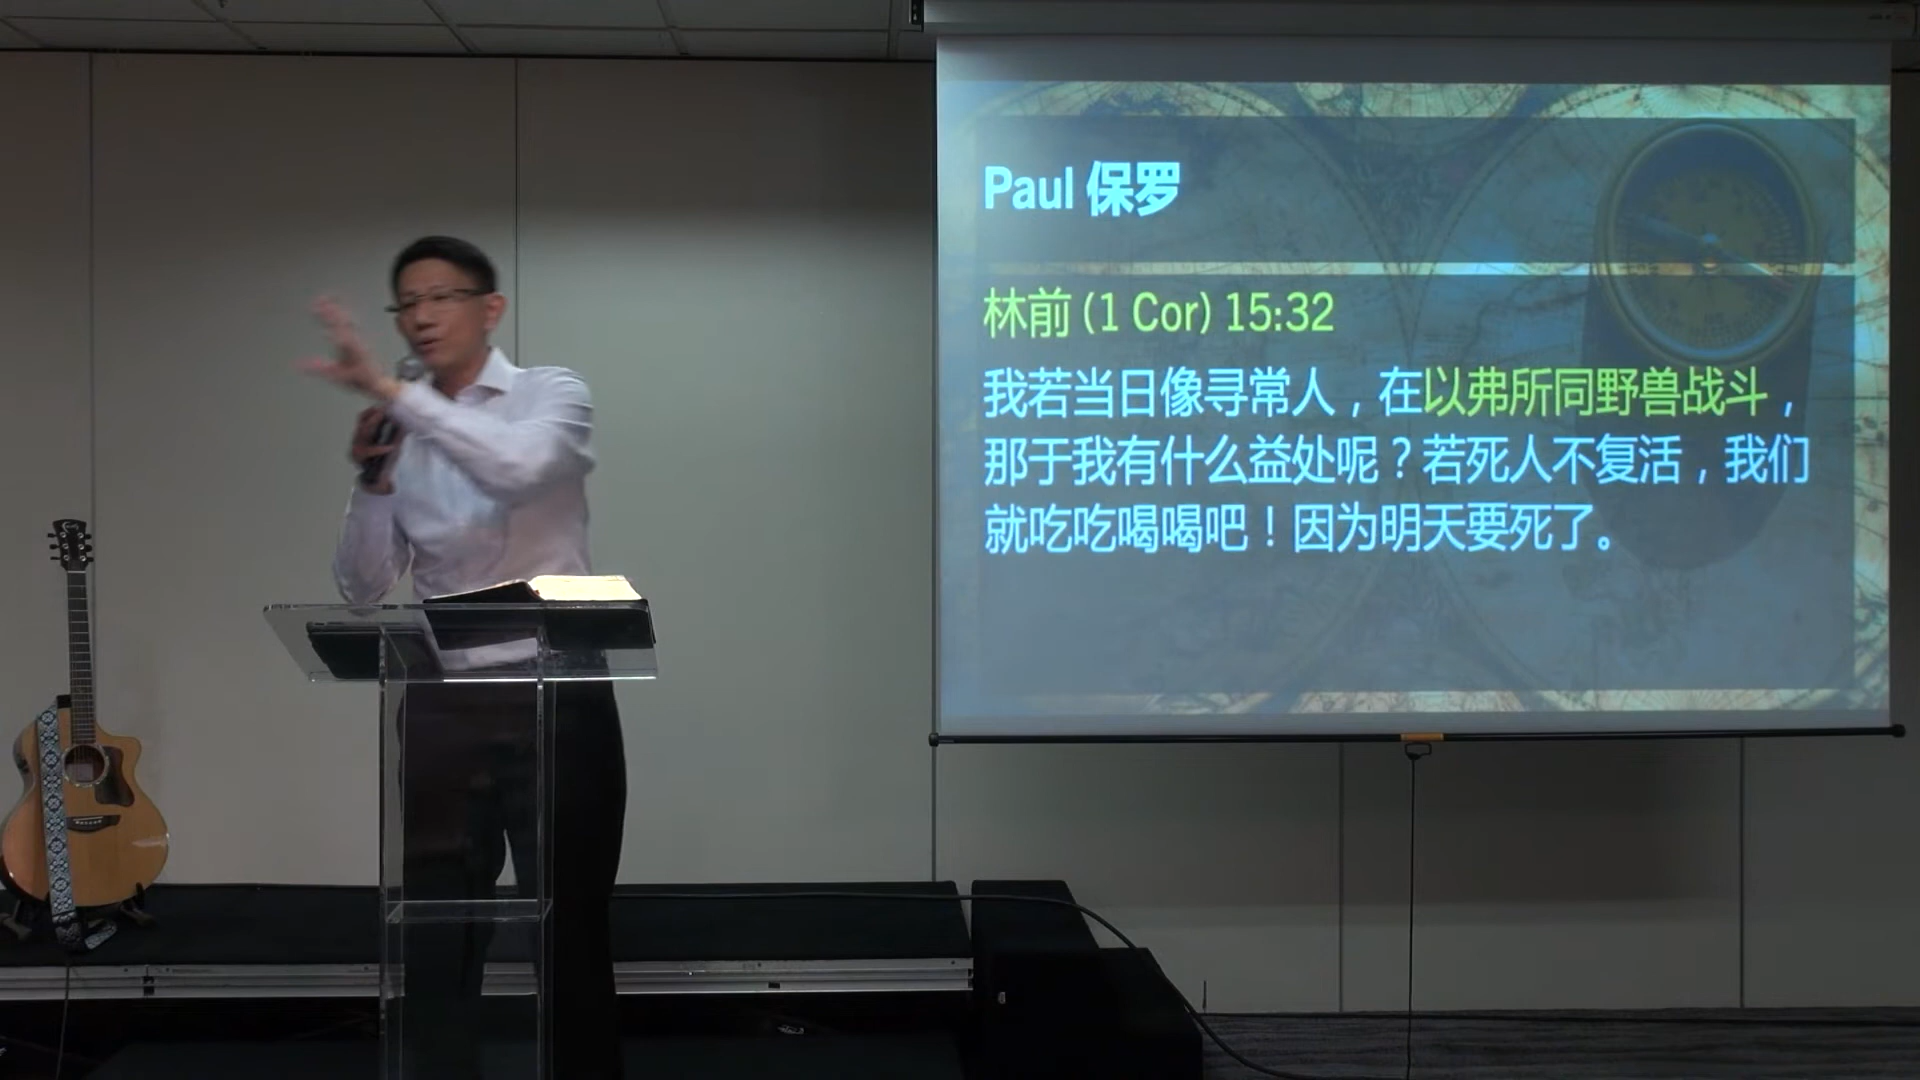 Paul 保罗
林前 (1 Cor) 15:32
我若当日像寻常人，在以弗所同野兽战斗，
那于我有什么益处呢？若死人不复活，我们
就吃吃喝喝吧！因为明天要死了。